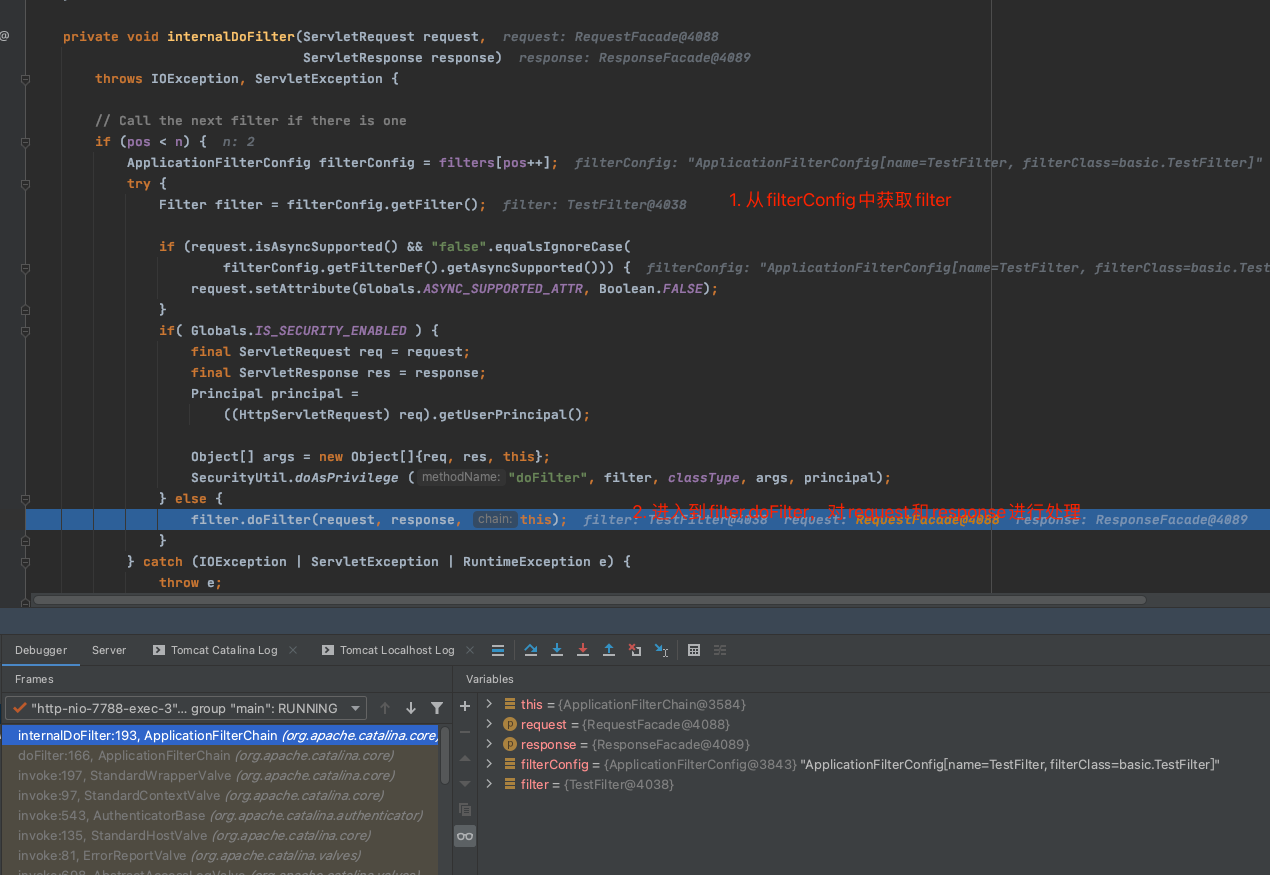 @
private void internalDoFilter(ServletRequest request,  request: RequestFacade@4088
ServletResponse response)  response: ResponseFacade@4089
throws IOException, ServletException {
// Call the next filter if there is one
if (pos < n) {  n: 2
ApplicationFilterConfig filterConfig = filters[pos++];  filterConfig: "ApplicationFilterConfig[name=TestFilter, filterClass=basic.TestFilter]"
try {
Filter filter = filterConfig.getFilter();  filter: TestFilter@4038  1. 从filterConfig中获取filter
if (request.isAsyncSupported() && "false".equalsIgnoreCase(
filterConfig.getFilterDef().getAsyncSupported())) {  filterConfig: "ApplicationFilterConfig[name=TestFilter, filterClass=basic.Test
request.setAttribute(Globals.ASYNC_SUPPORTED_ATTR, Boolean.FALSE);
}
if( Globals.IS_SECURITY_ENABLED ) {
final ServletRequest req = request;
final ServletResponse res = response;
Principal principal =
((HttpServletRequest) req).getUserPrincipal();
Object[] args = new Object[]{req, res, this};
SecurityUtil.doAsPrivilege ( methodName: "doFilter", filter, classType, args, principal);
} else {
2. 进入到filter.doFilter，对request和response进行处理
filter.doFilter(request, response, chain: this);  filter: TestFilter@4038  request: RequestFacade@4088  response: ResponseFacade@4089
}
} catch (IOException | ServletException | RuntimeException e) {
throw e;
Debugger  Server  Tomcat Catalina Log  Tomcat Localhost Log
Frames
Variables
"http-nio-7788-exec-3"... group "main": RUNNING
internalDoFilter:193, ApplicationFilterChain (org.apache.catalina.core)
doFilter:166, ApplicationFilterChain (org.apache.catalina.core)
invoke:197, StandardWrapperValve (org.apache.catalina.core)
invoke:97, StandardContextValve (org.apache.catalina.core)
invoke:543, AuthenticatorBase (org.apache.catalina.authenticator)
invoke:135, StandardHostValve (org.apache.catalina.core)
invoke:81, ErrorReportValve (org.apache.catalina.valves)
this = {ApplicationFilterChain@3584}
request = {RequestFacade@4088}
response = {ResponseFacade@4089}
filterConfig = {ApplicationFilterConfig@3843} "ApplicationFilterConfig[name=TestFilter, filterClass=basic.TestFilter]"
filter = {TestFilter@4038}